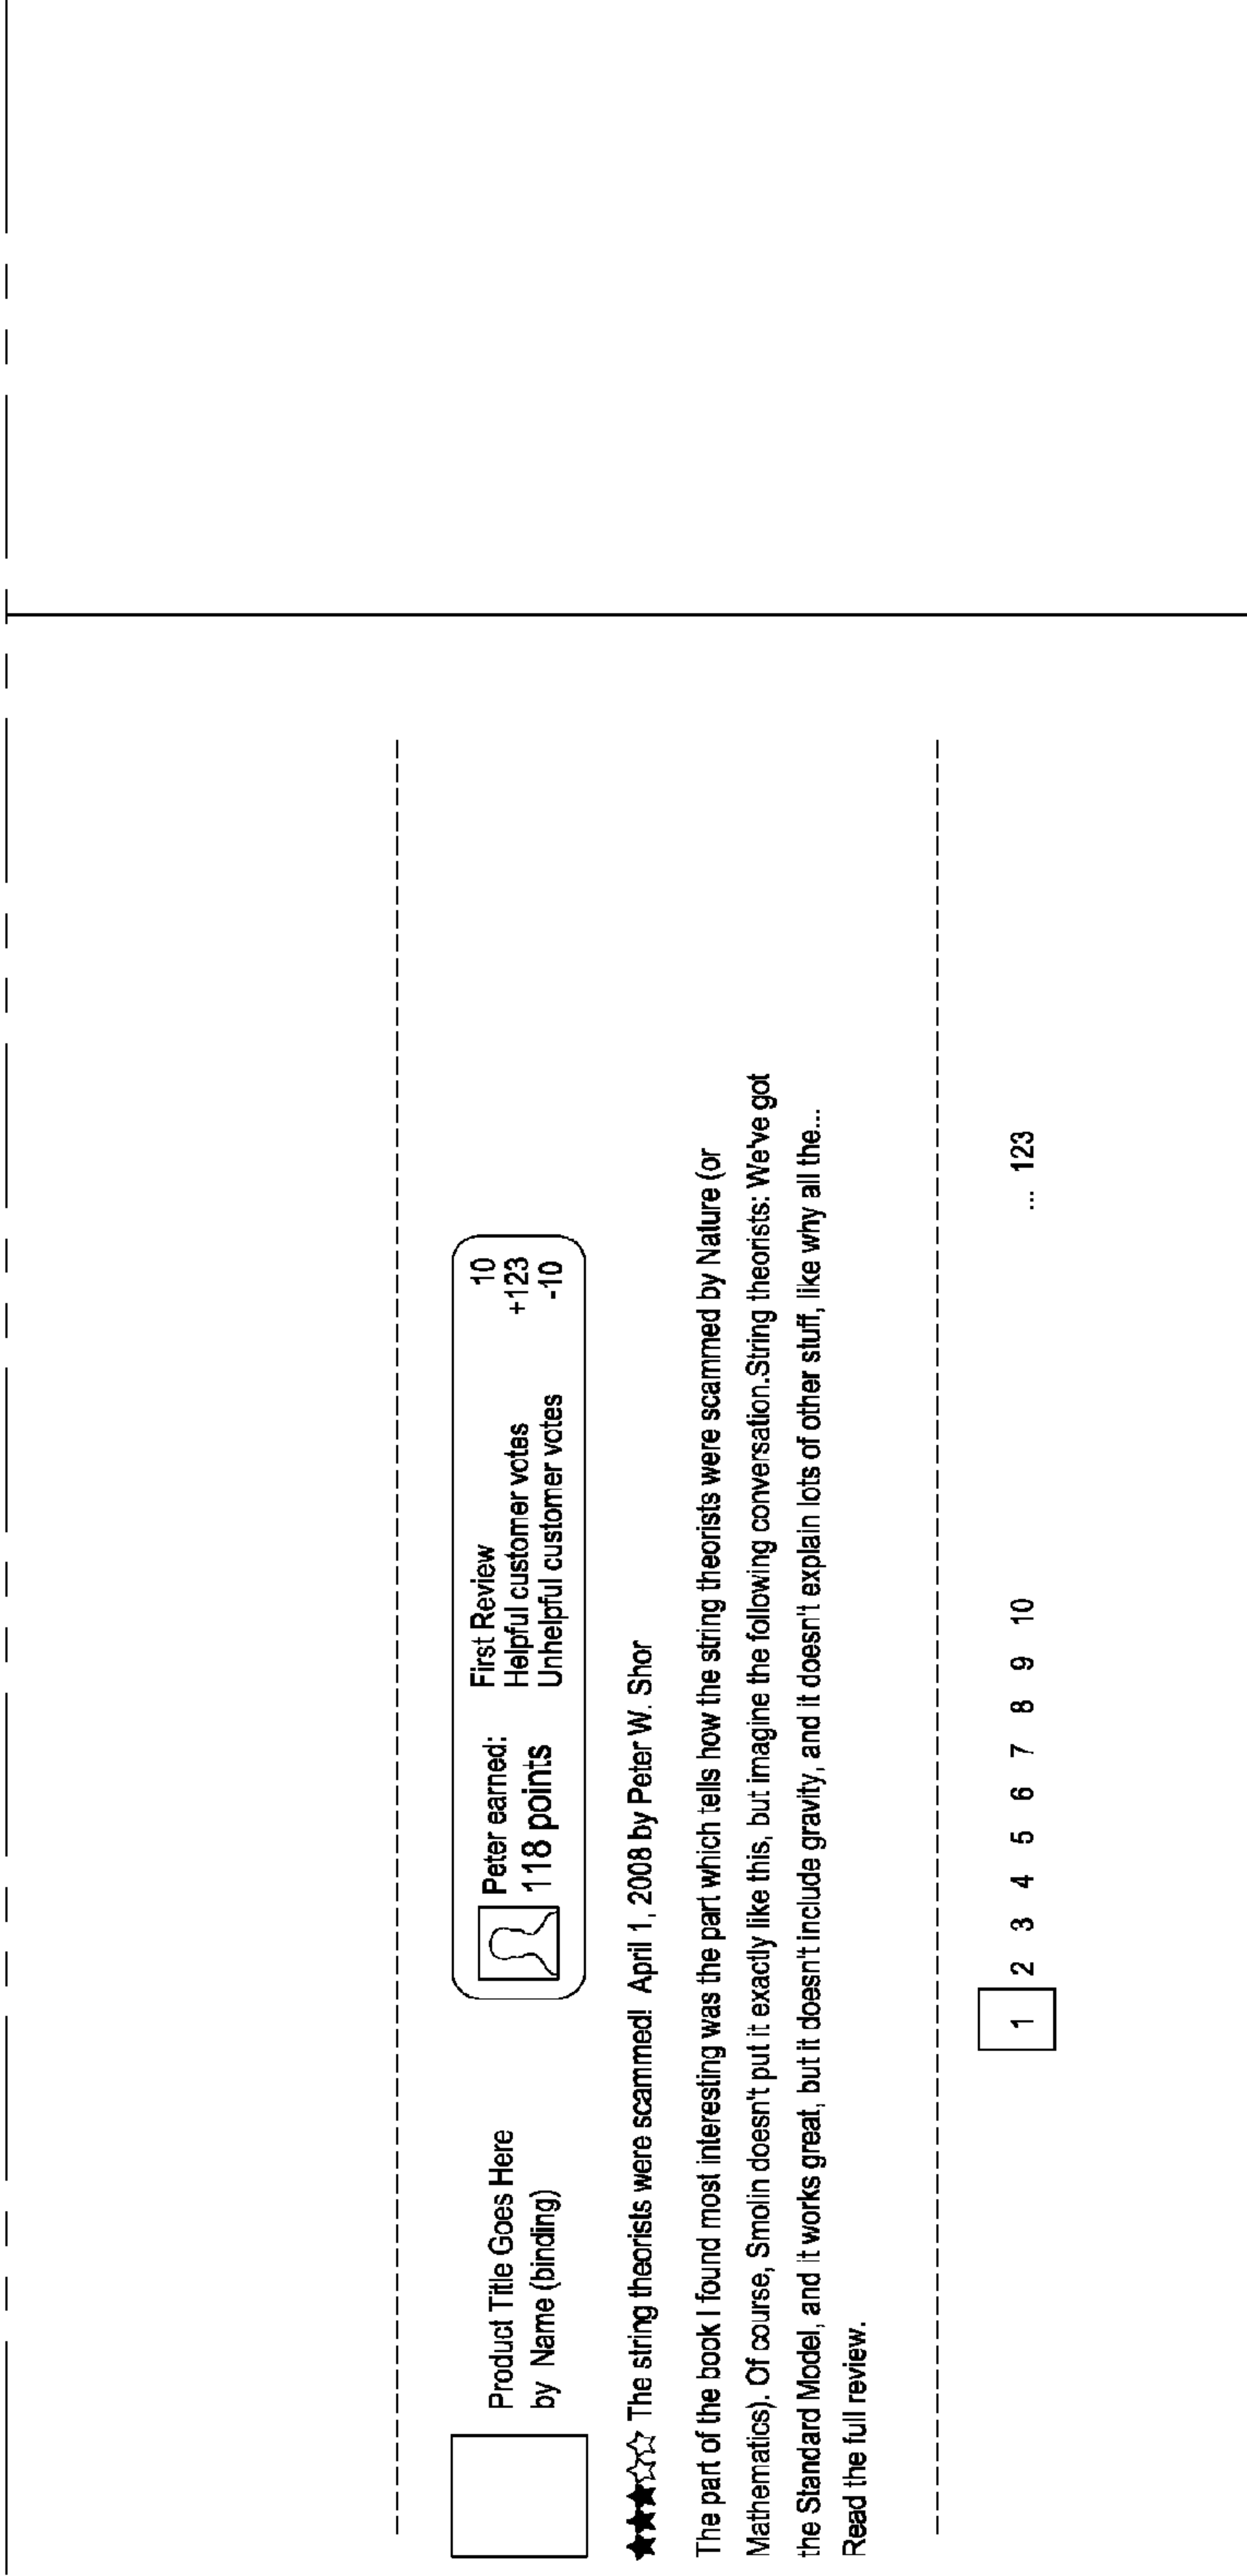 Product Title Goes Here
by Name (binding)
Peter earned:
118 points
First Review 10
Helpful customer votes +123
Unhelpful customer votes -10
★★★☆☆ The string theorists were scammed! April 1, 2008 by Peter W. Shor
The part of the book I found most interesting was the part which tells how the string theorists were scammed by Nature (or
Mathematics). Of course, Smolin doesn't put it exactly like this, but imagine the following conversation.String theorists: We've got
the Standard Model, and it works great, but it doesn't include gravity, and it doesn't explain lots of other stuff, like why all the...
Read the full review.
1 2 3 4 5 6 7 8 9 10 ... 123